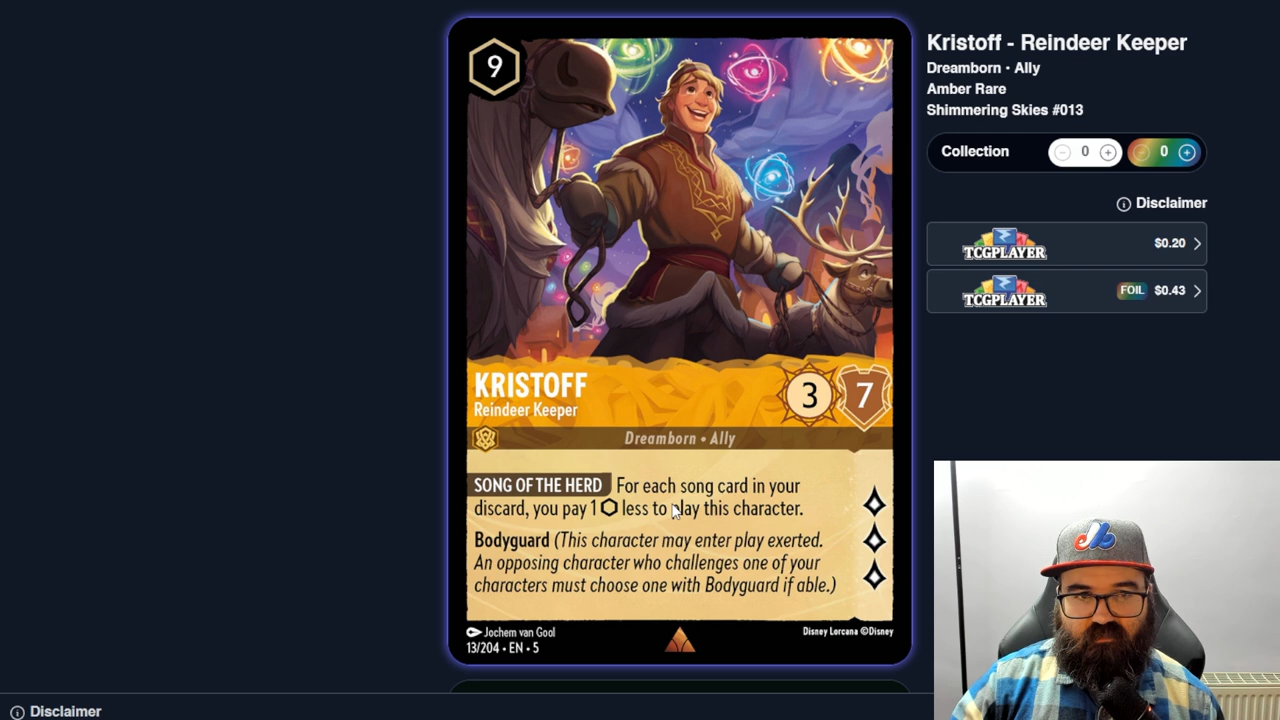 9
KRISTOFF
Reindeer Keeper
3
7
Dreamborn • Ally
SONG OF THE HERD For each song card in your
discard, you pay 1 less to play this character.
Bodyguard (This character may enter play exerted.
An opposing character who challenges one of your
characters must choose one with Bodyguard if able.)
Jochem van Gool
13/204 • EN • 5
Disney Lorcana ©Disney
Kristoff - Reindeer Keeper
Dreamborn • Ally
Amber Rare
Shimmering Skies #013
Collection
0
0
Disclaimer
TCGPLAYER
$0.20
TCGPLAYER
FOIL $0.43
Disclaimer